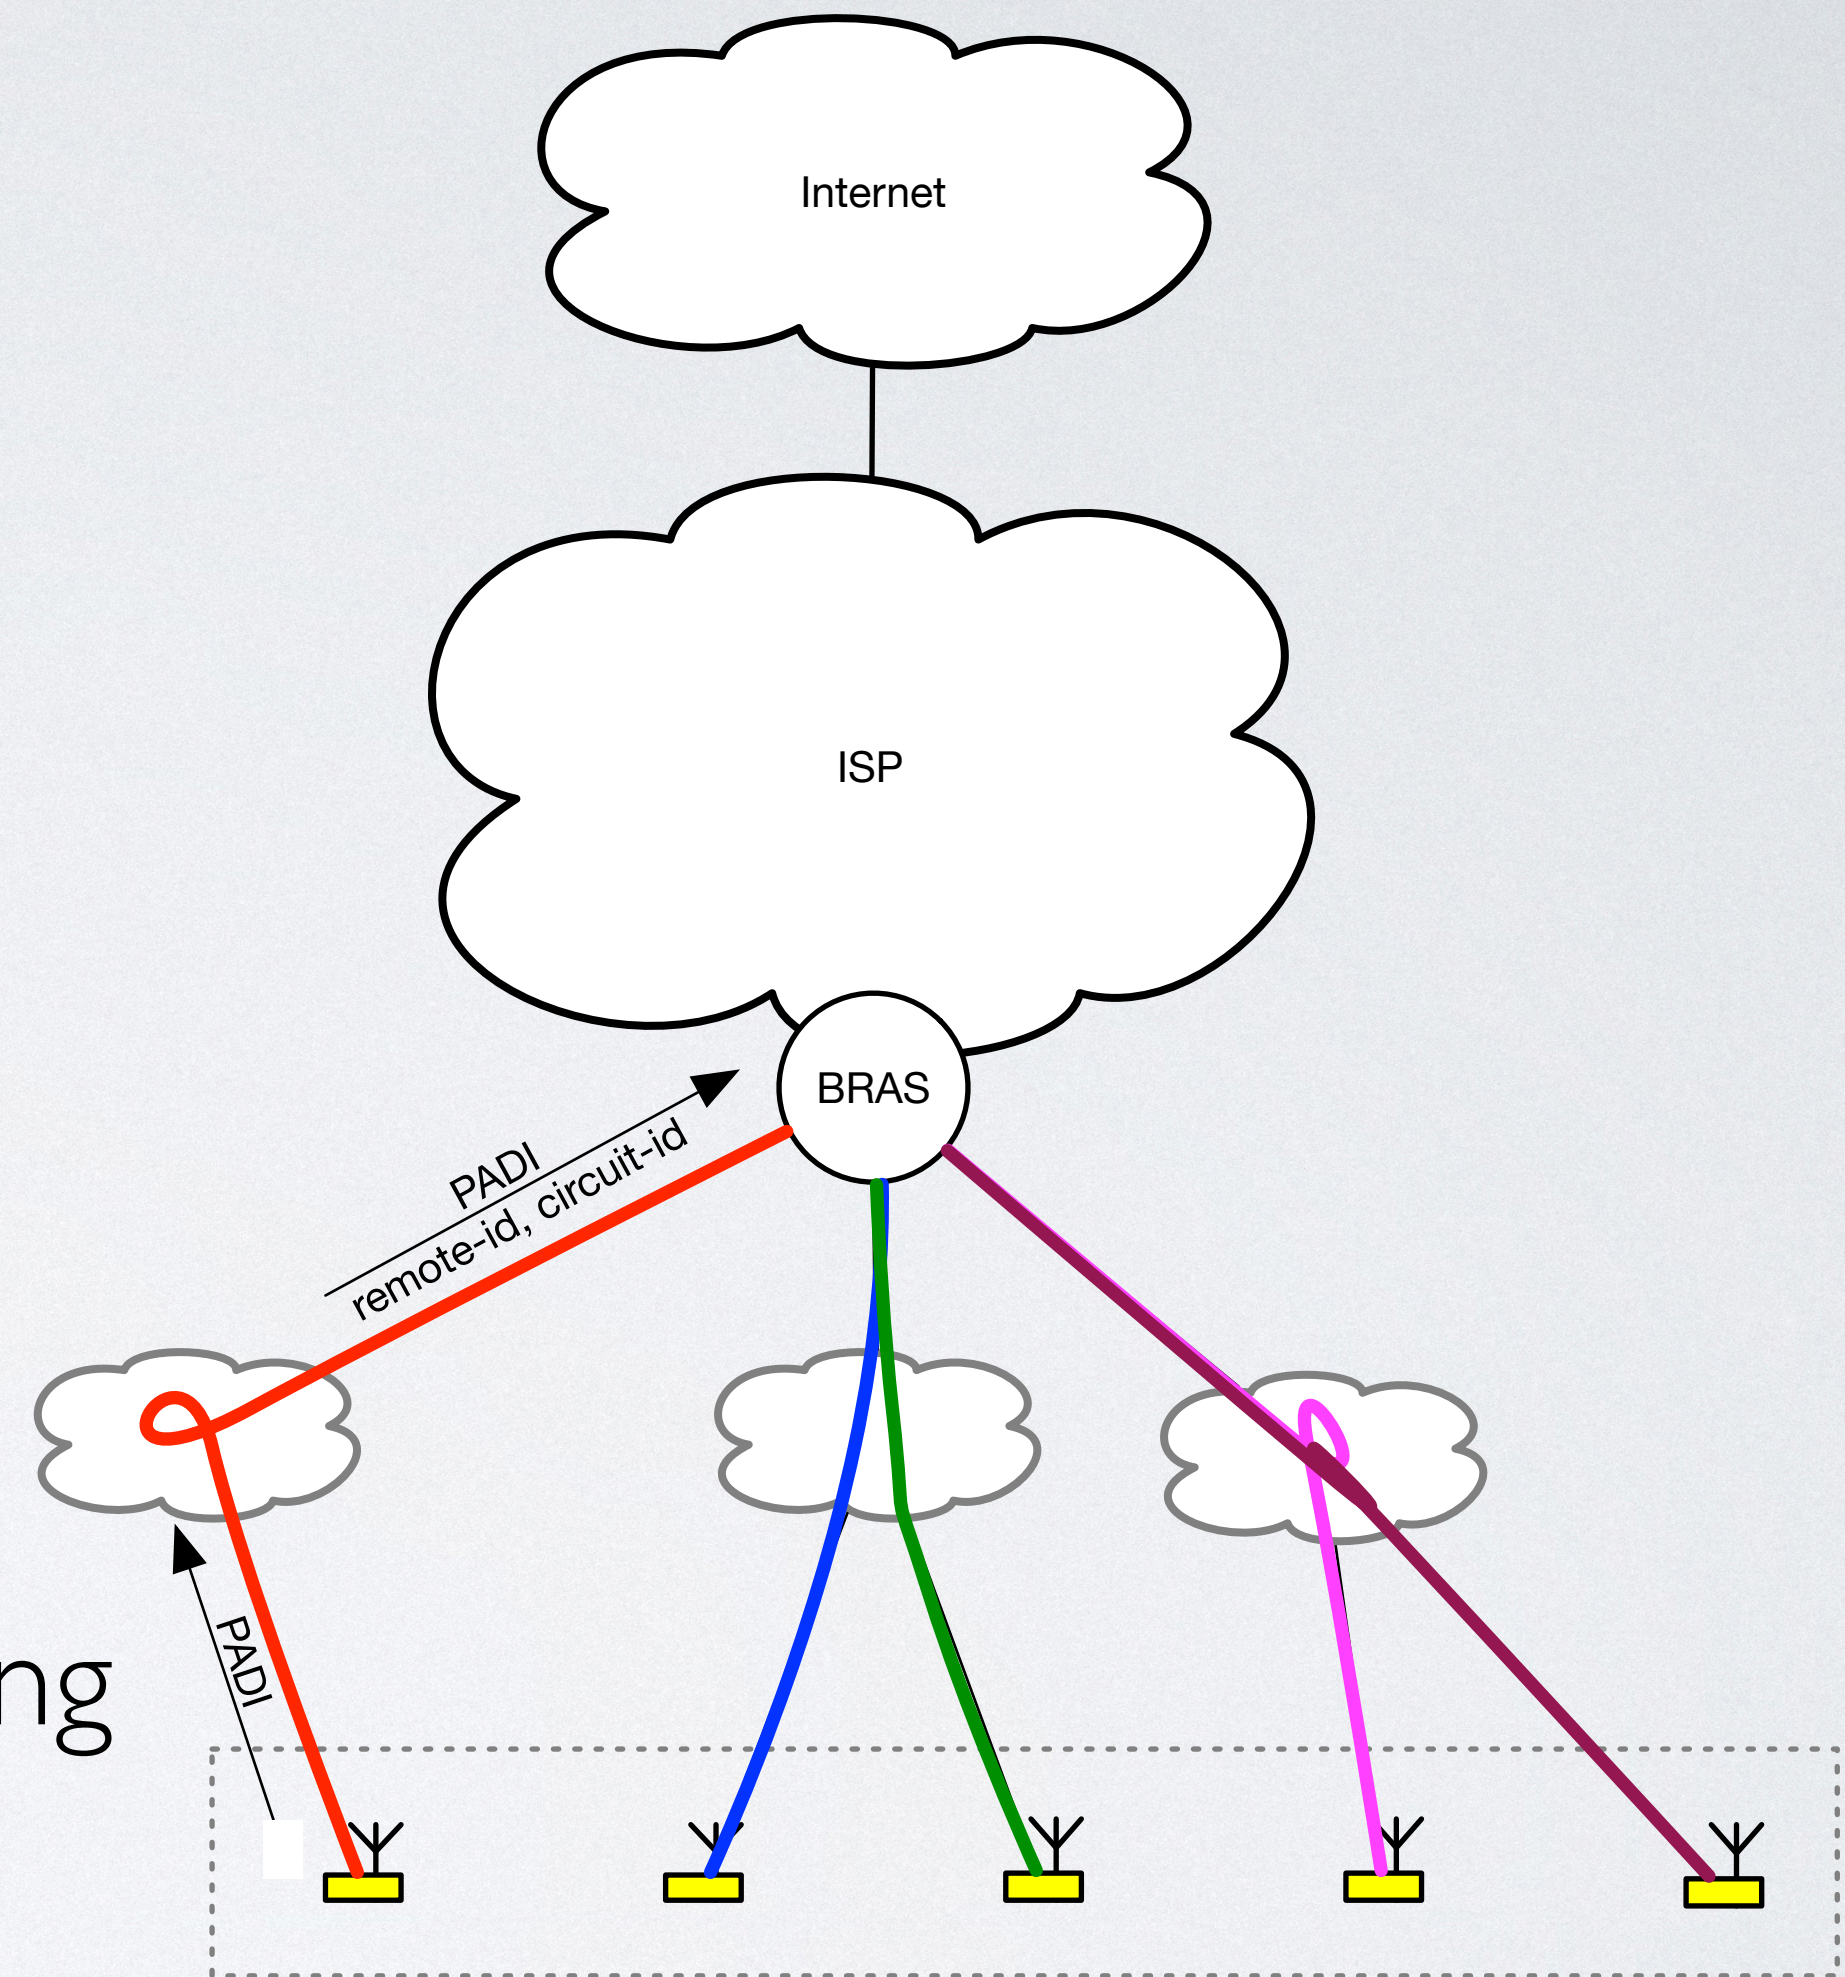 Internet
ISP
BRAS
PADI
remote-id, circuit-id
PADI
ng